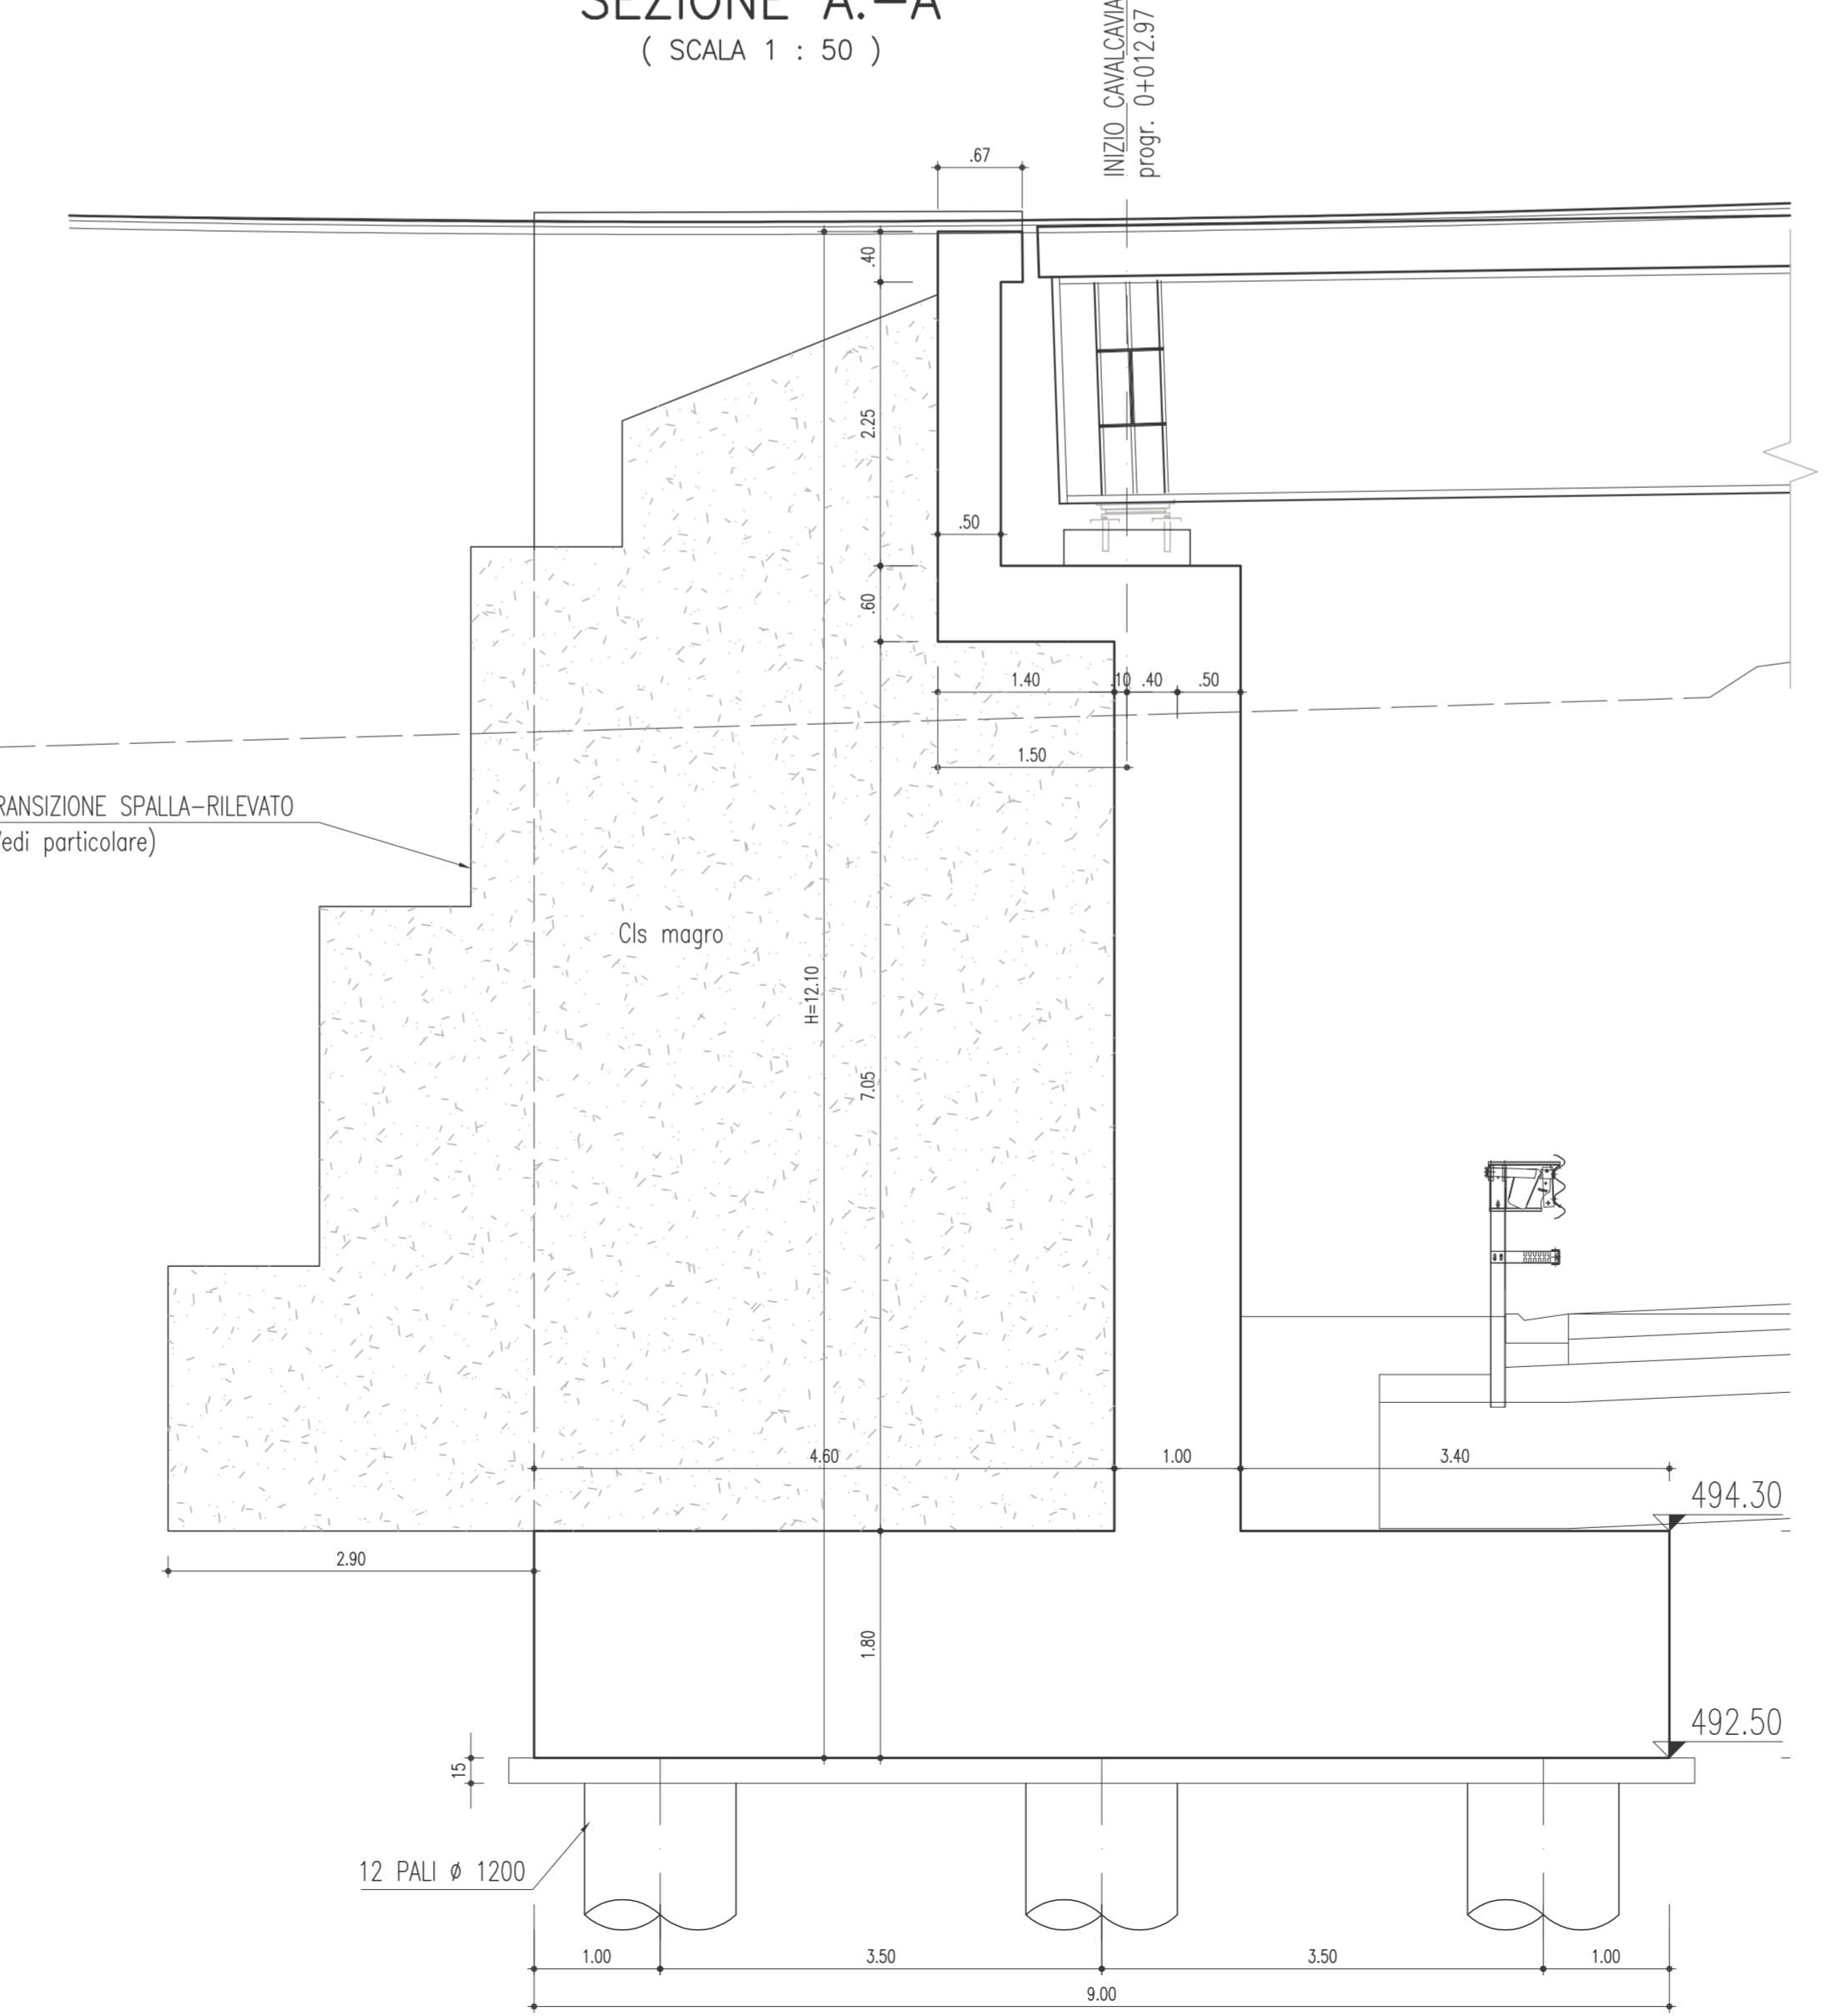 SEZIONE A.-A
( SCALA 1 : 50 )
INIZIO CAVALCAVIA
progr. 0+012.97
.67
.40
2.25
.50
.60
1.40
.10
.40
.50
1.50
RANSIZIONE SPALLA-RILEVATO
edi particolare)
Cls magro
H=12.10
7.05
4.60
1.00
3.40
494.30
2.90
1.80
492.50
15
12 PALI ø 1200
1.00
3.50
3.50
1.00
9.00